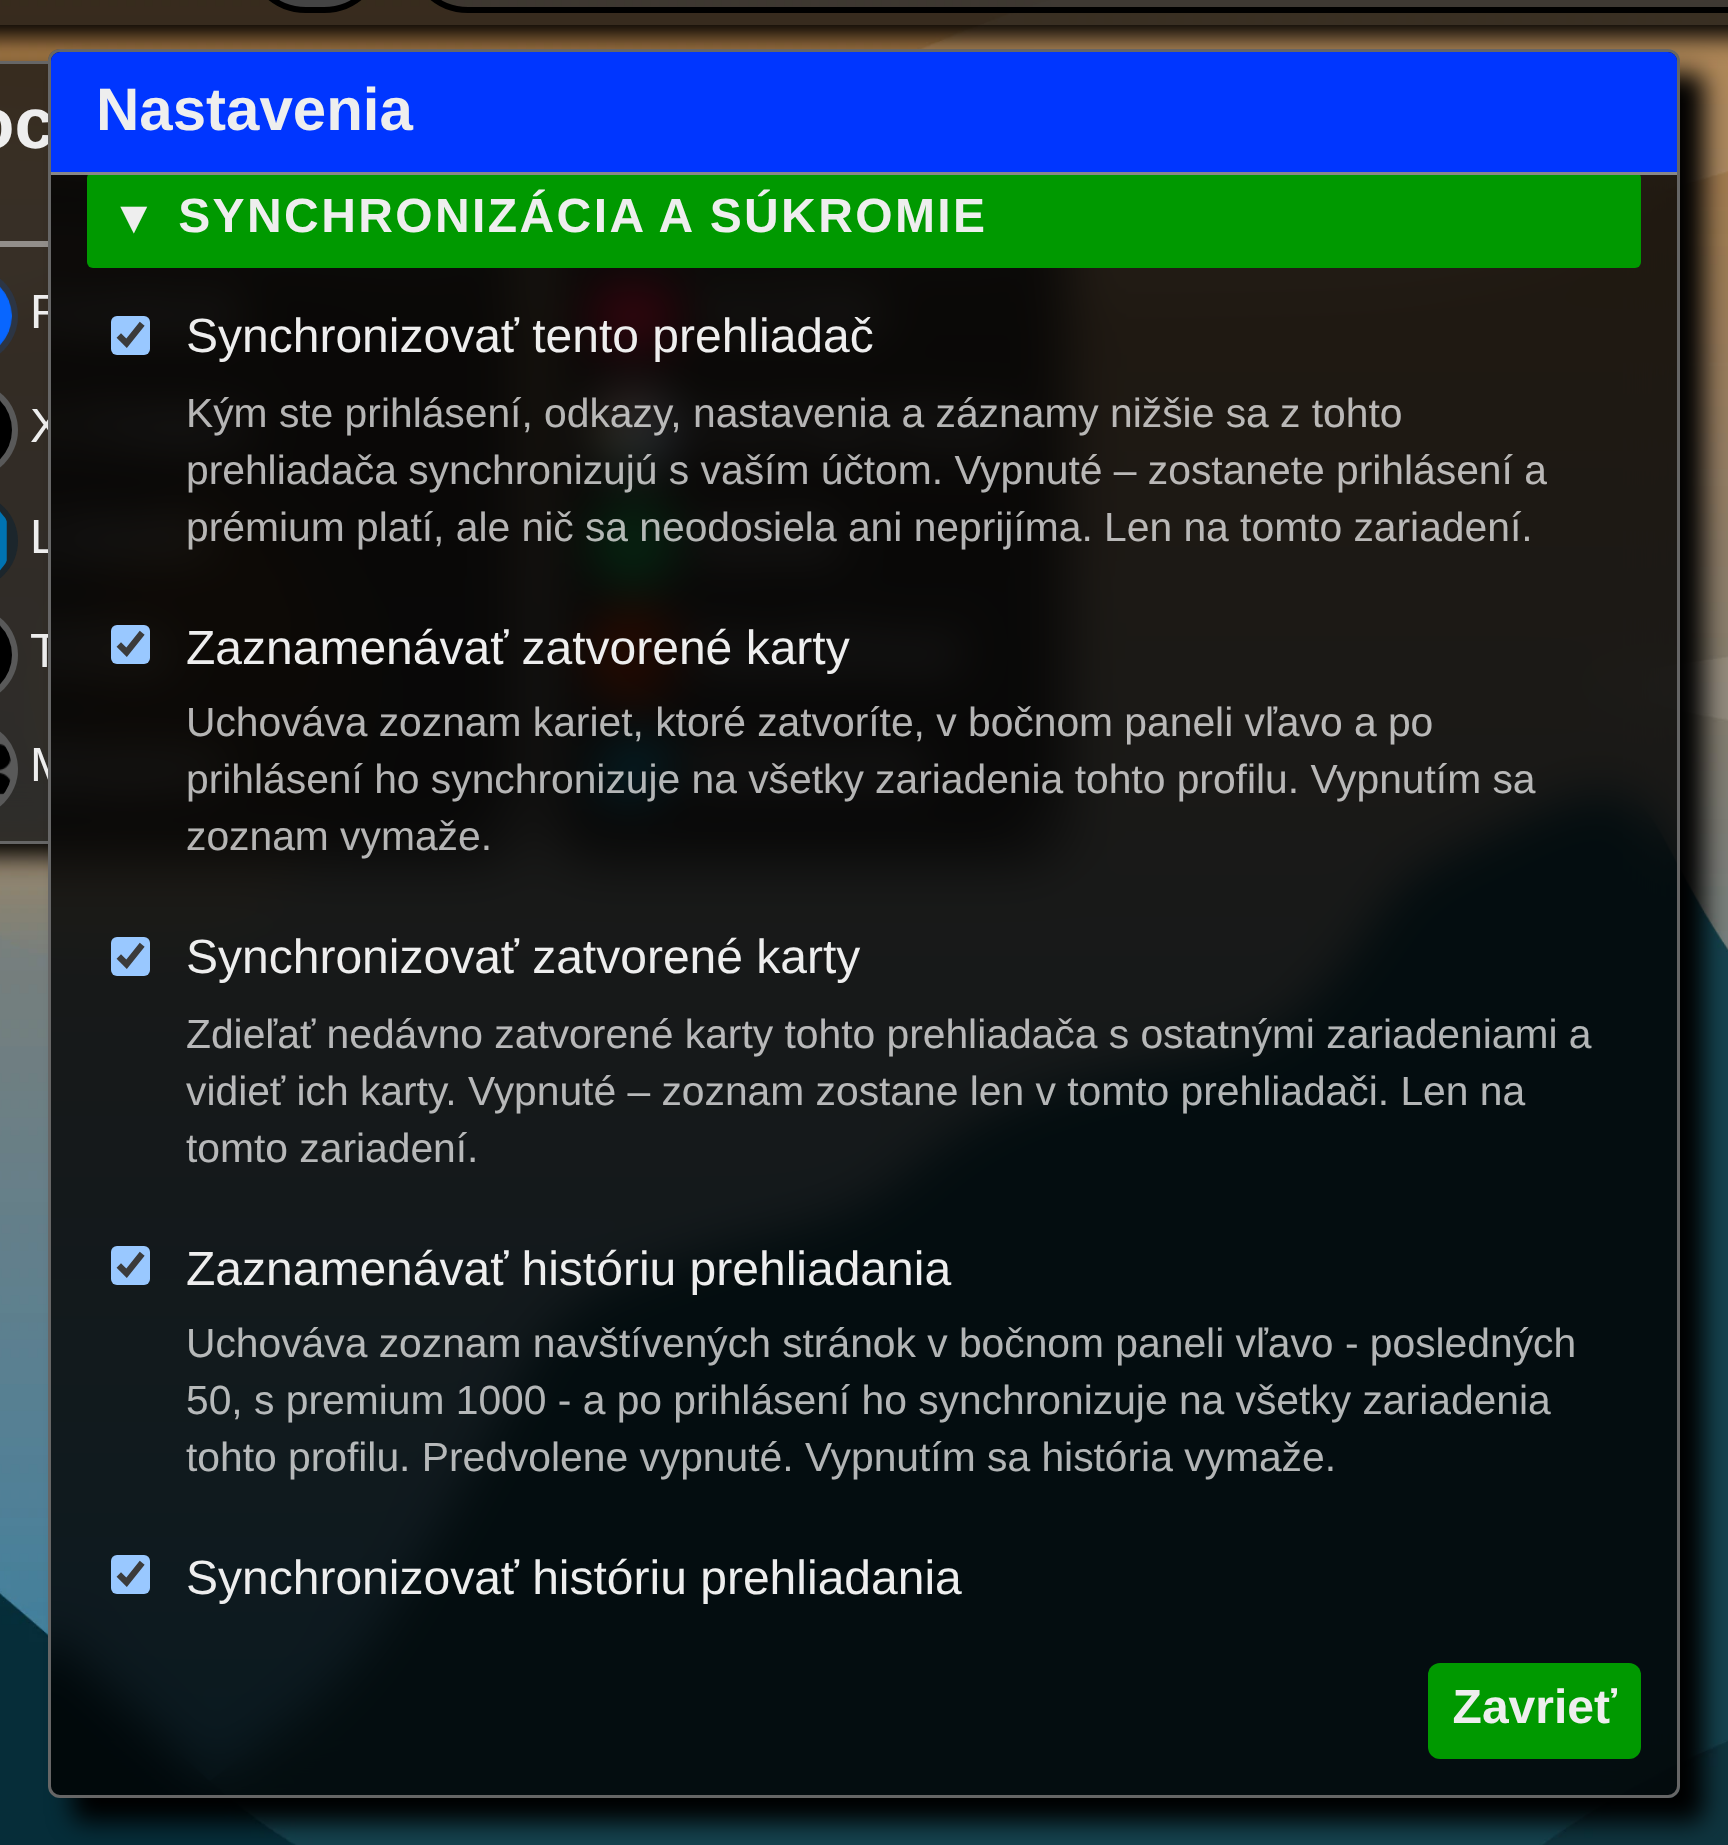 Nastavenia
▼ SYNCHRONIZÁCIA A SÚKROMIE
Synchronizovať tento prehliadač
Kým ste prihlásení, odkazy, nastavenia a záznamy nižšie sa z tohto
prehliadača synchronizujú s vaším účtom. Vypnuté – zostanete prihlásení a
prémium platí, ale nič sa neodosiela ani neprijíma. Len na tomto zariadení.
Zaznamenávať zatvorené karty
Uchováva zoznam kariet, ktoré zatvoríte, v bočnom paneli vľavo a po
prihlásení ho synchronizuje na všetky zariadenia tohto profilu. Vypnutím sa
zoznam vymaže.
Synchronizovať zatvorené karty
Zdieľať nedávno zatvorené karty tohto prehliadača s ostatnými zariadeniami a
vidieť ich karty. Vypnuté – zoznam zostane len v tomto prehliadači. Len na
tomto zariadení.
Zaznamenávať históriu prehliadania
Uchováva zoznam navštívených stránok v bočnom paneli vľavo - posledných
50, s premium 1000 - a po prihlásení ho synchronizuje na všetky zariadenia
tohto profilu. Predvolene vypnuté. Vypnutím sa história vymaže.
Synchronizovať históriu prehliadania
Zavrieť